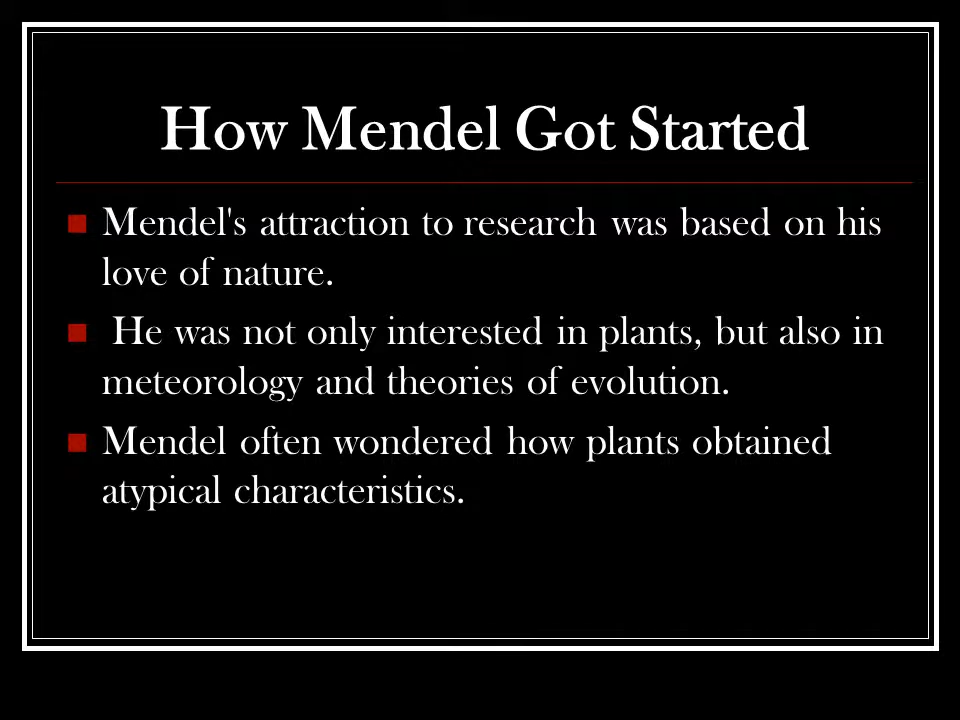 How Mendel Got Started
Mendel's attraction to research was based on his
love of nature.
He was not only interested in plants, but also in
meteorology and theories of evolution.
Mendel often wondered how plants obtained
atypical characteristics.